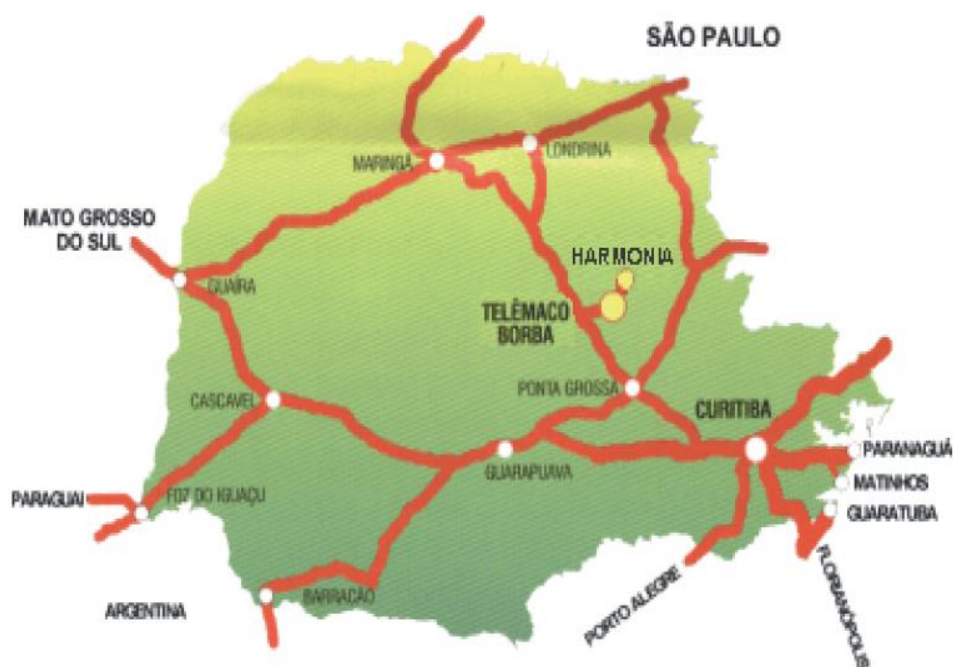 SÃO PAULO
MARINGÁ
LONDRINA
MATO GROSSO
DO SUL
HARMONIA
GUAÍRA
TELÊMACO
BORBA
PONTA GROSSA
CASCAVEL
CURITIBA
GUARAPUAVA
PARANAGUÁ
MATINHOS
PARAGUAI
FOZ DO IGUAÇU
GUARATUBA
FLORIANÓPOLIS
PORTO ALEGRE
BARRACÃO
ARGENTINA